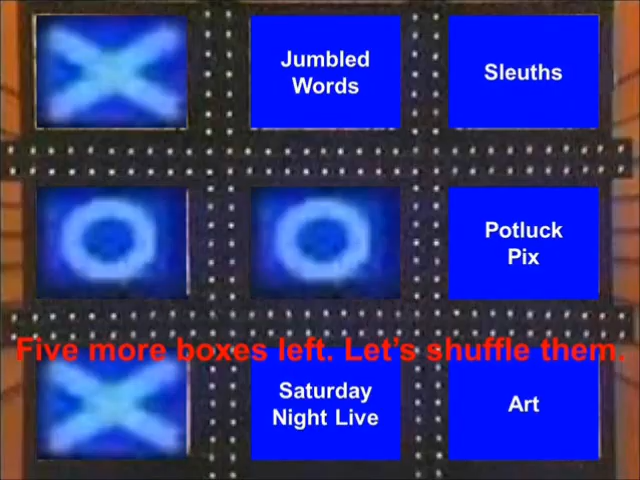 Jumbled
Words
Sleuths
Potluck
Pix
Five more boxes left. Let's shuffle them.
Saturday
Night Live
Art